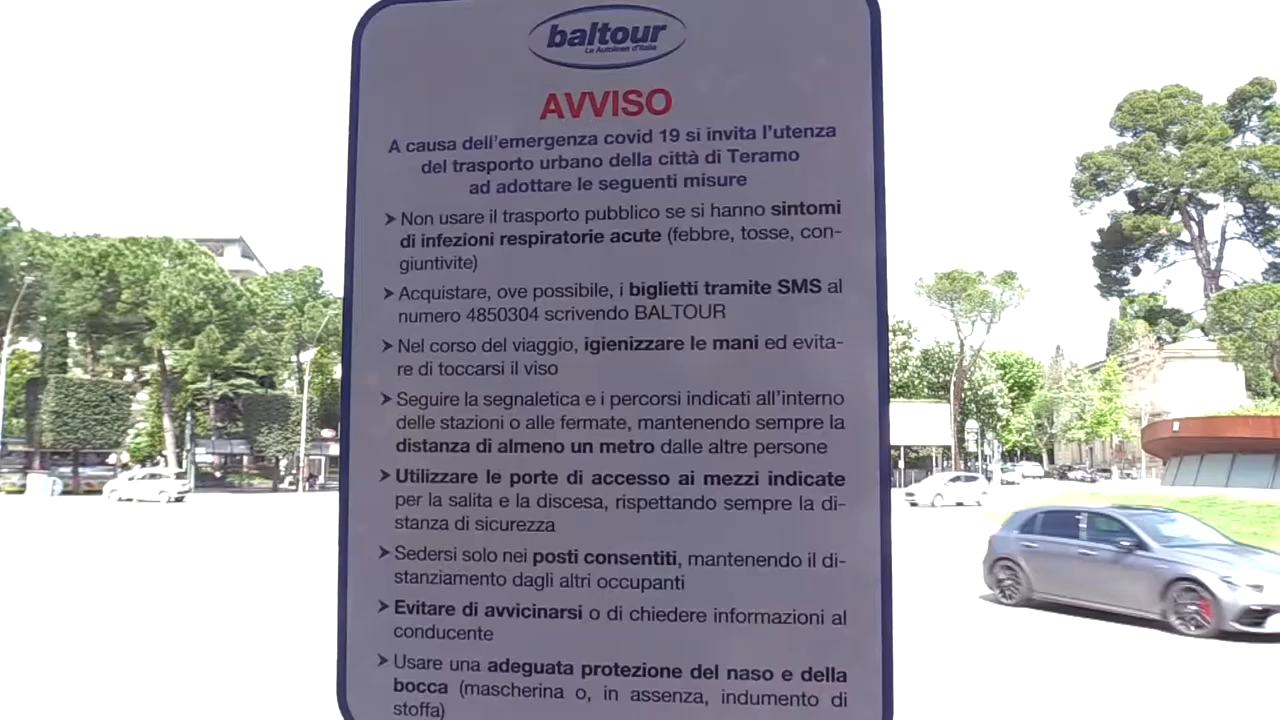 baltour
Le Autolinee d'Italia
AVVISO
A causa dell'emergenza covid 19 si invita l'utenza
del trasporto urbano della città di Teramo
ad adottare le seguenti misure
➤ Non usare il trasporto pubblico se si hanno sintomi
di infezioni respiratorie acute (febbre, tosse, con-
giuntivite)
➤ Acquistare, ove possibile, i biglietti tramite SMS al
numero 4850304 scrivendo BALTOUR
➤ Nel corso del viaggio, igienizzare le mani ed evita-
re di toccarsi il viso
➤ Seguire la segnaletica e i percorsi indicati all'interno
delle stazioni o alle fermate, mantenendo sempre la
distanza di almeno un metro dalle altre persone
➤ Utilizzare le porte di accesso ai mezzi indicate
per la salita e la discesa, rispettando sempre la di-
stanza di sicurezza
➤ Sedersi solo nei posti consentiti, mantenendo il di-
stanziamento dagli altri occupanti
➤ Evitare di avvicinarsi o di chiedere informazioni al
conducente
➤ Usare una adeguata protezione del naso e della
bocca (mascherina o, in assenza, indumento di
stoffa)